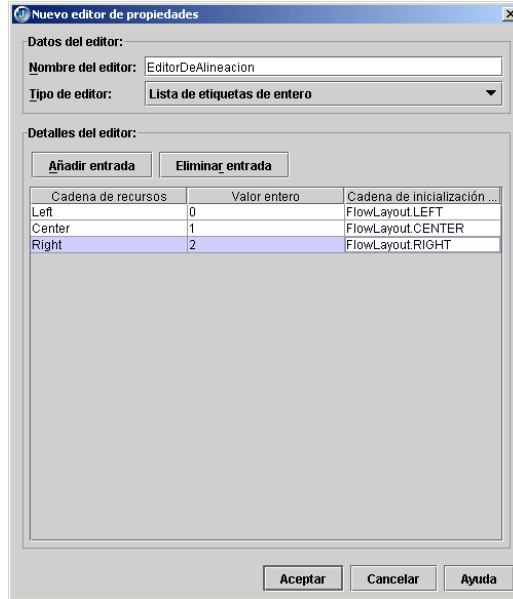 Nuevo editor de propiedades
Datos del editor:
Nombre del editor: EditorDeAlineacion
Tipo de editor: Lista de etiquetas de entero
Detalles del editor:
Añadir entrada Eliminar entrada
Cadena de recursos Valor entero Cadena de inicialización ...
Left 0 FlowLayout.LEFT
Center 1 FlowLayout.CENTER
Right 2 FlowLayout.RIGHT
Aceptar Cancelar Ayuda